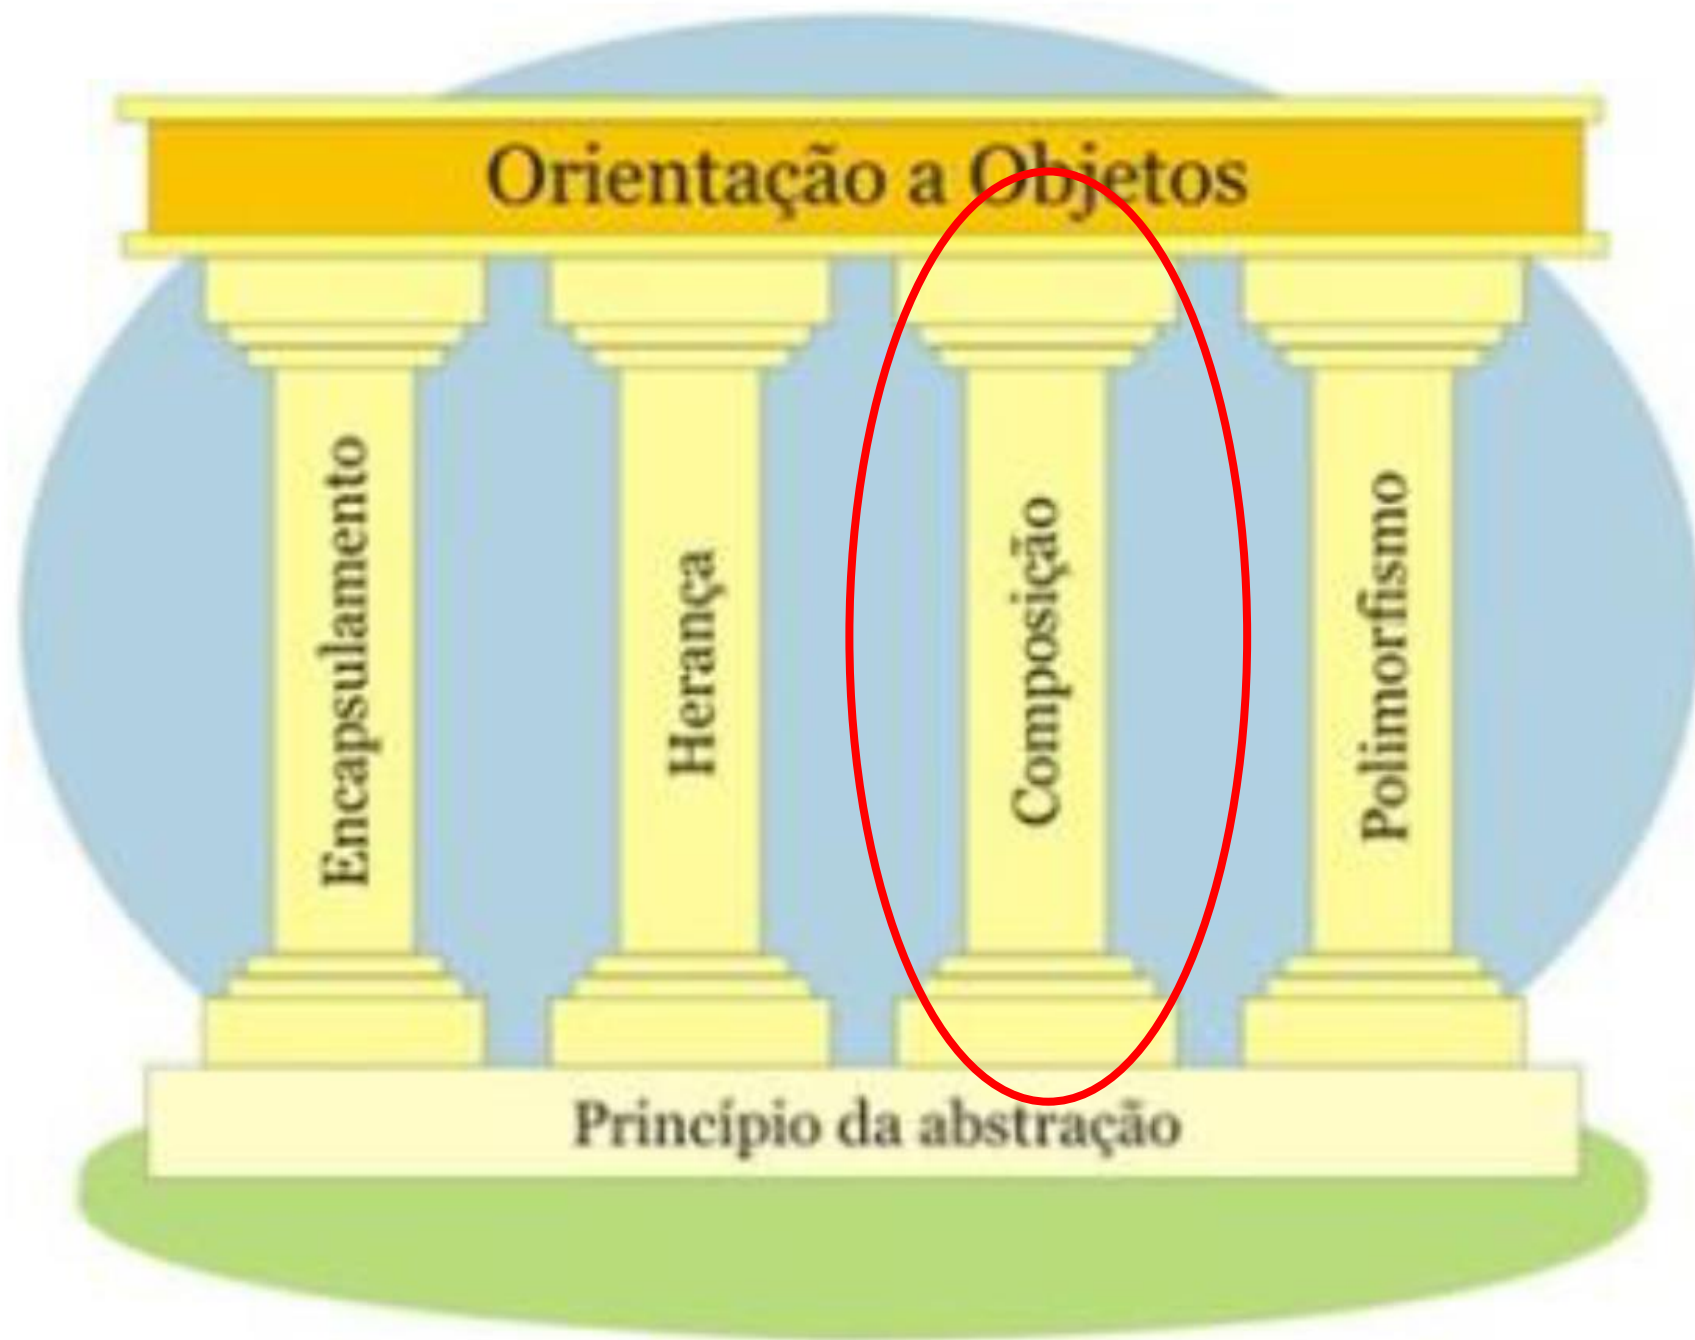 Orientação a Objetos
Encapsulamento
Herança
Composição
Polimorfismo
Princípio da abstração